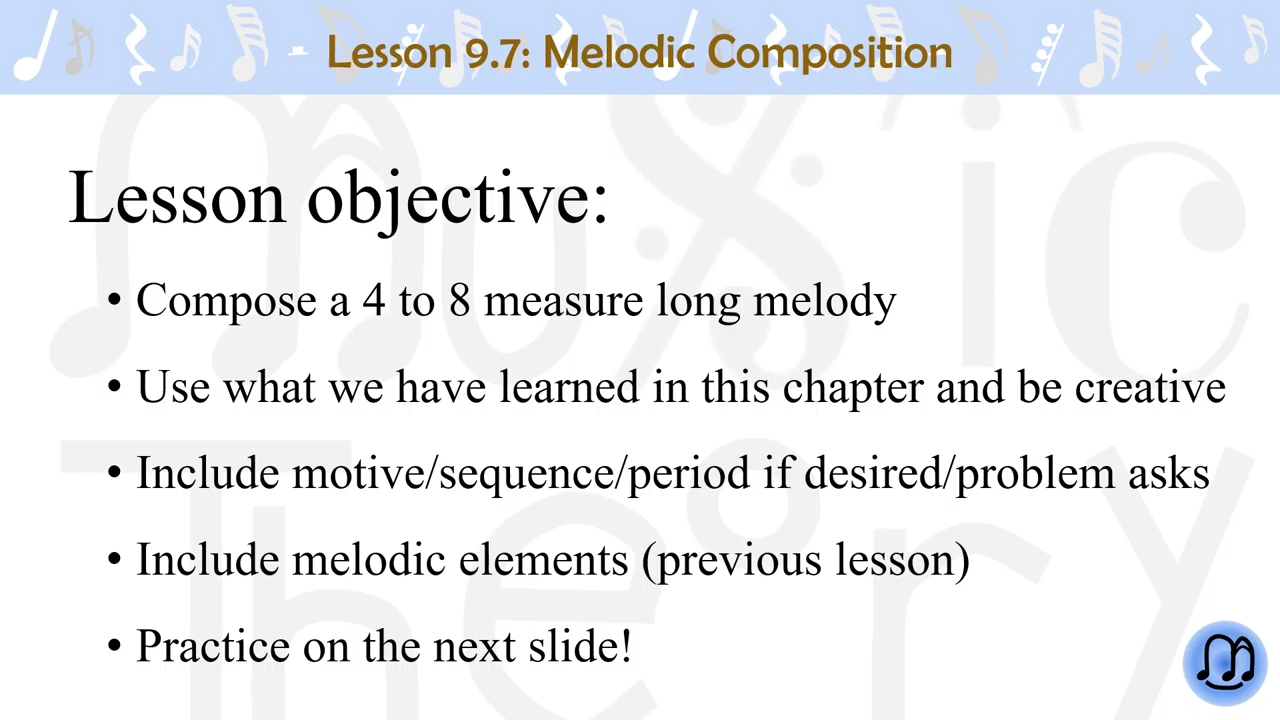 Lesson 9.7: Melodic Composition
Lesson objective:
• Compose a 4 to 8 measure long melody
• Use what we have learned in this chapter and be creative
• Include motive/sequence/period if desired/problem asks
• Include melodic elements (previous lesson)
• Practice on the next slide!
Music
Theory